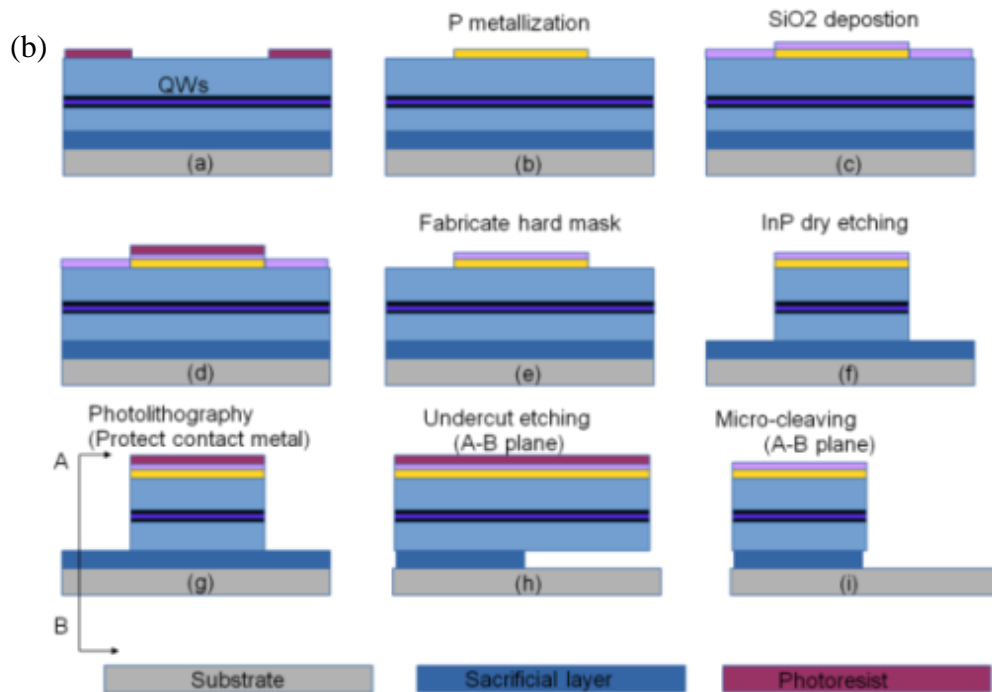 (b)
P metallization
SiO2 depostion
QWs
(a)
(b)
(c)
Fabricate hard mask
InP dry etching
(d)
(e)
(f)
Photolithography
(Protect contact metal)
Undercut etching
(A-B plane)
Micro-cleaving
(A-B plane)
A
(g)
(h)
(i)
B
Substrate
Sacrificial layer
Photoresist